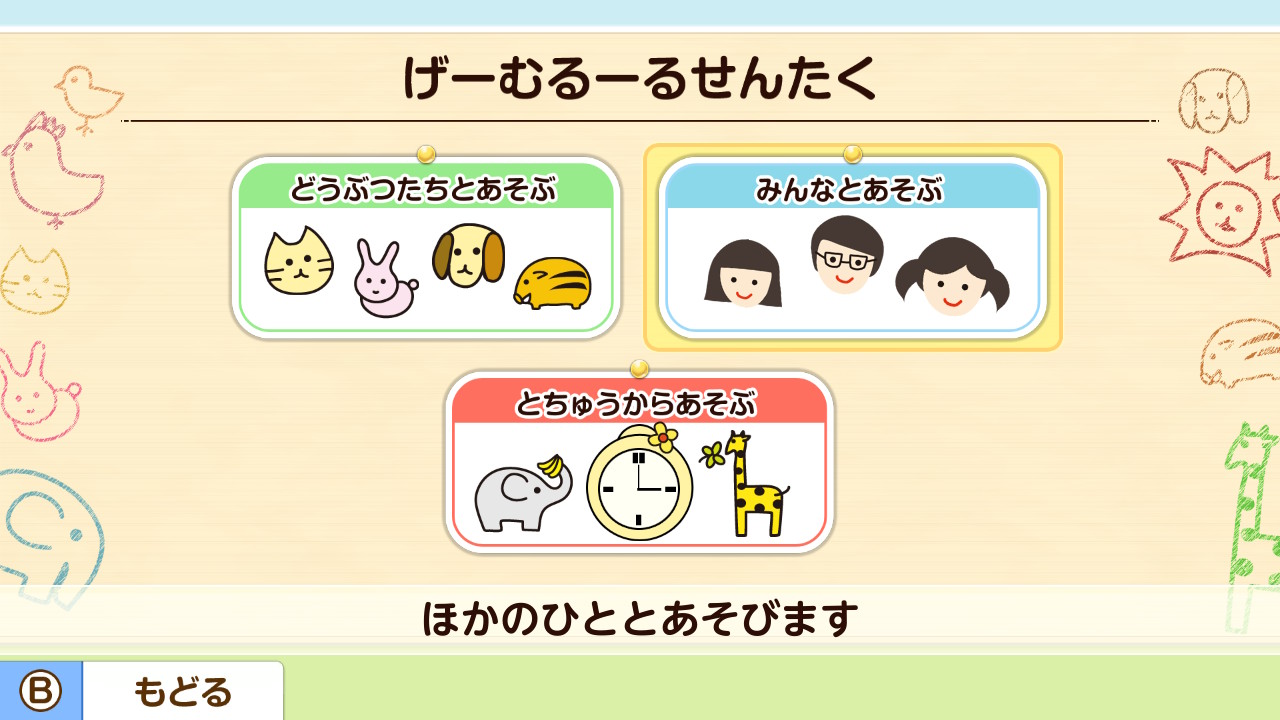 げーむるーるせんたく
どうぶつたちとあそぶ
みんなとあそぶ
とちゅうからあそぶ
ほかのひととあそびます
B もどる